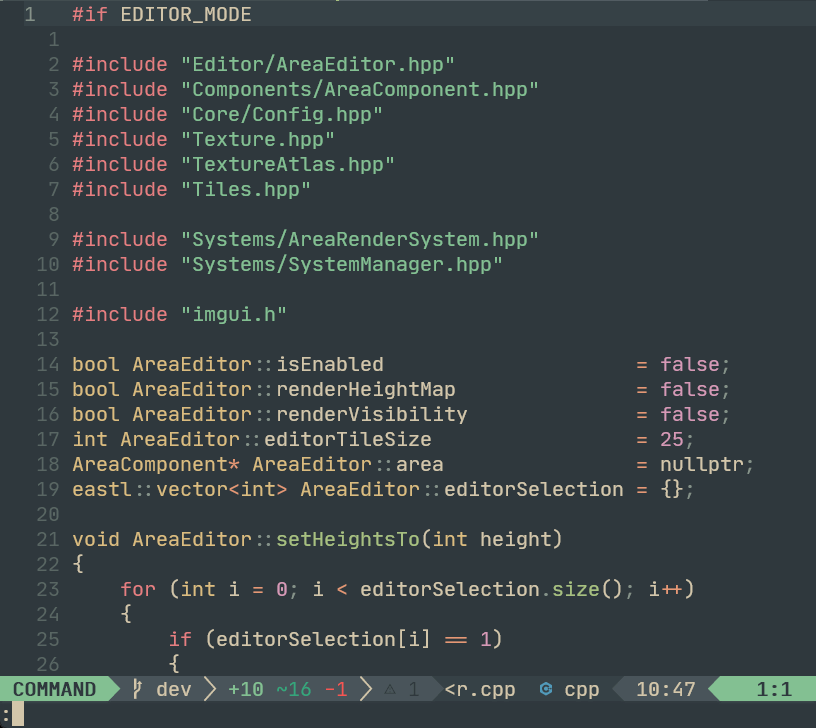 1 #if EDITOR_MODE
1
2 #include "Editor/AreaEditor.hpp"
3 #include "Components/AreaComponent.hpp"
4 #include "Core/Config.hpp"
5 #include "Texture.hpp"
6 #include "TextureAtlas.hpp"
7 #include "Tiles.hpp"
8
9 #include "Systems/AreaRenderSystem.hpp"
10 #include "Systems/SystemManager.hpp"
11
12 #include "imgui.h"
13
14 bool AreaEditor::isEnabled = false;
15 bool AreaEditor::renderHeightMap = false;
16 bool AreaEditor::renderVisibility = false;
17 int AreaEditor::editorTileSize = 25;
18 AreaComponent* AreaEditor::area = nullptr;
19 eastl::vector<int> AreaEditor::editorSelection = {};
20
21 void AreaEditor::setHeightsTo(int height)
22 {
23 for (int i = 0; i < editorSelection.size(); i++)
24 {
25 if (editorSelection[i] == 1)
26 {
COMMAND dev +10 ~16 -1 △ 1 <r.cpp cpp 10:47 1:1
: